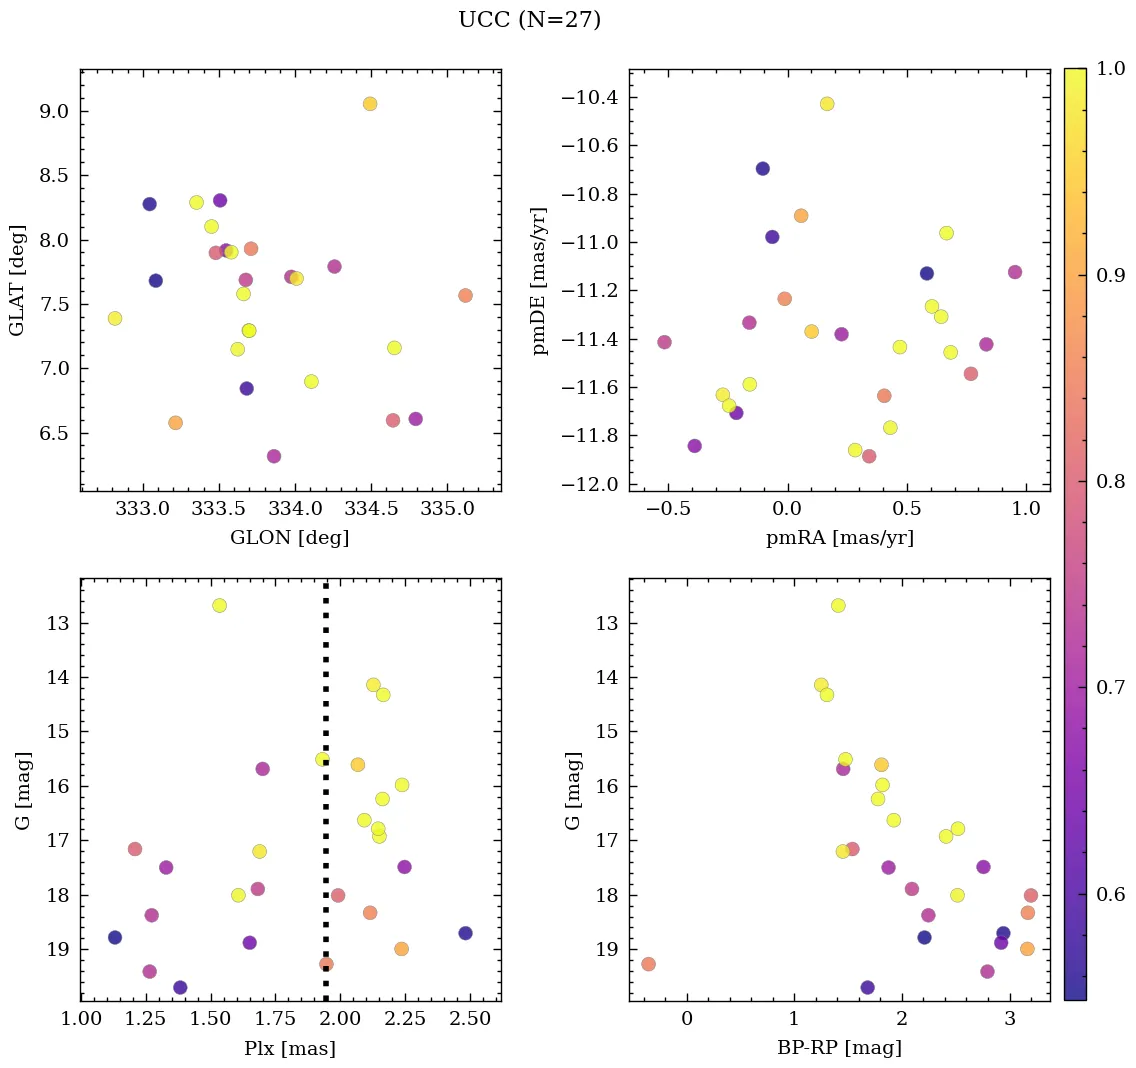 UCC (N=27)
9.0
8.5
8.0
7.5
7.0
6.5
GLAT [deg]
333.0 333.5 334.0 334.5 335.0
GLON [deg]
−10.4
−10.6
−10.8
−11.0
−11.2
−11.4
−11.6
−11.8
−12.0
pmDE [mas/yr]
−0.5 0.0 0.5 1.0
pmRA [mas/yr]
13
14
15
16
17
18
19
G [mag]
1.00 1.25 1.50 1.75 2.00 2.25 2.50
Plx [mas]
13
14
15
16
17
18
19
G [mag]
0 1 2 3
BP-RP [mag]
1.0
0.9
0.8
0.7
0.6